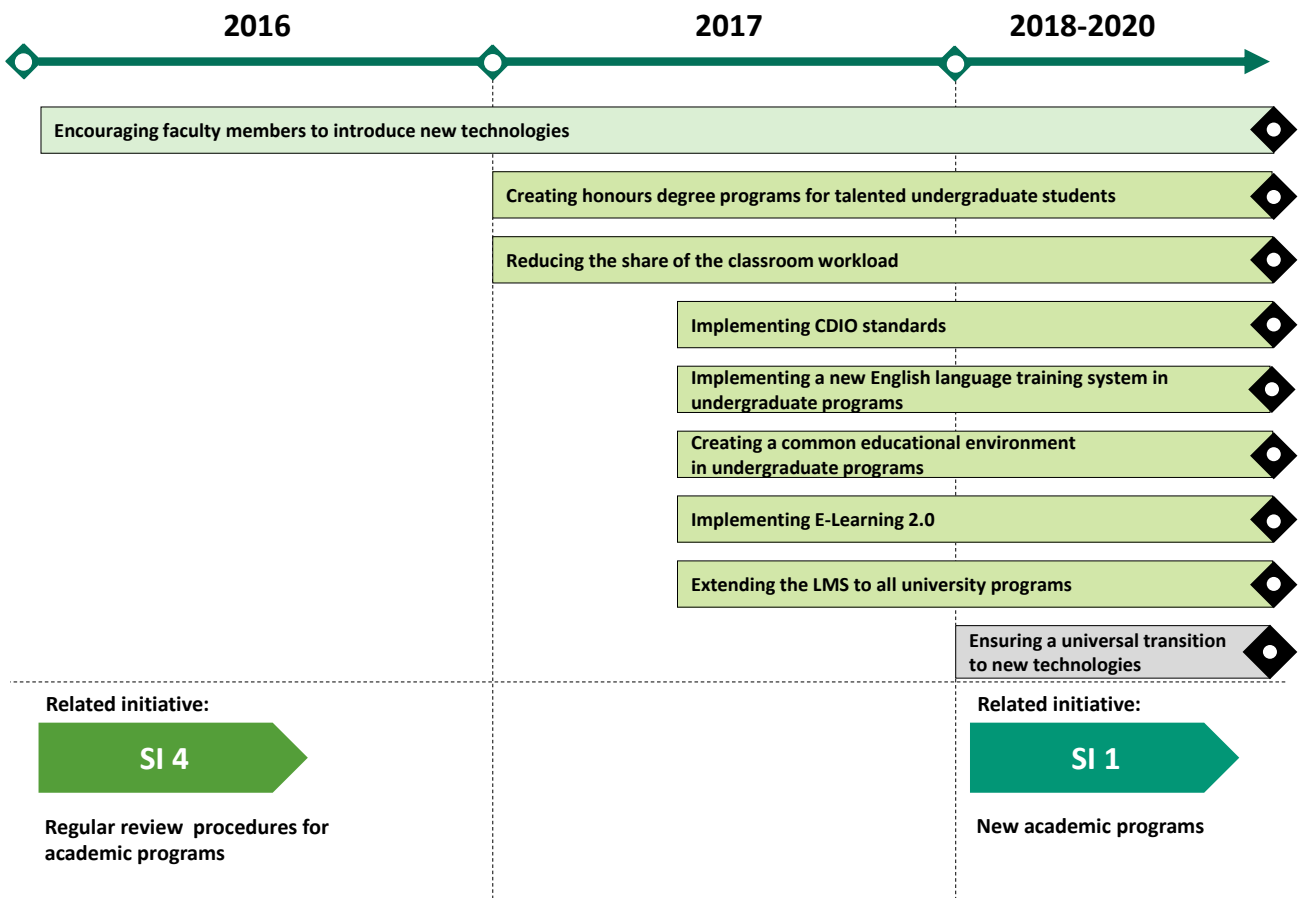 2016
2017
2018-2020
Encouraging faculty members to introduce new technologies
Creating honours degree programs for talented undergraduate students
Reducing the share of the classroom workload
Implementing CDIO standards
Implementing a new English language training system in
undergraduate programs
Creating a common educational environment
in undergraduate programs
Implementing E-Learning 2.0
Extending the LMS to all university programs
Ensuring a universal transition
to new technologies
Related initiative:
SI 4
Regular review procedures for
academic programs
Related initiative:
SI 1
New academic programs